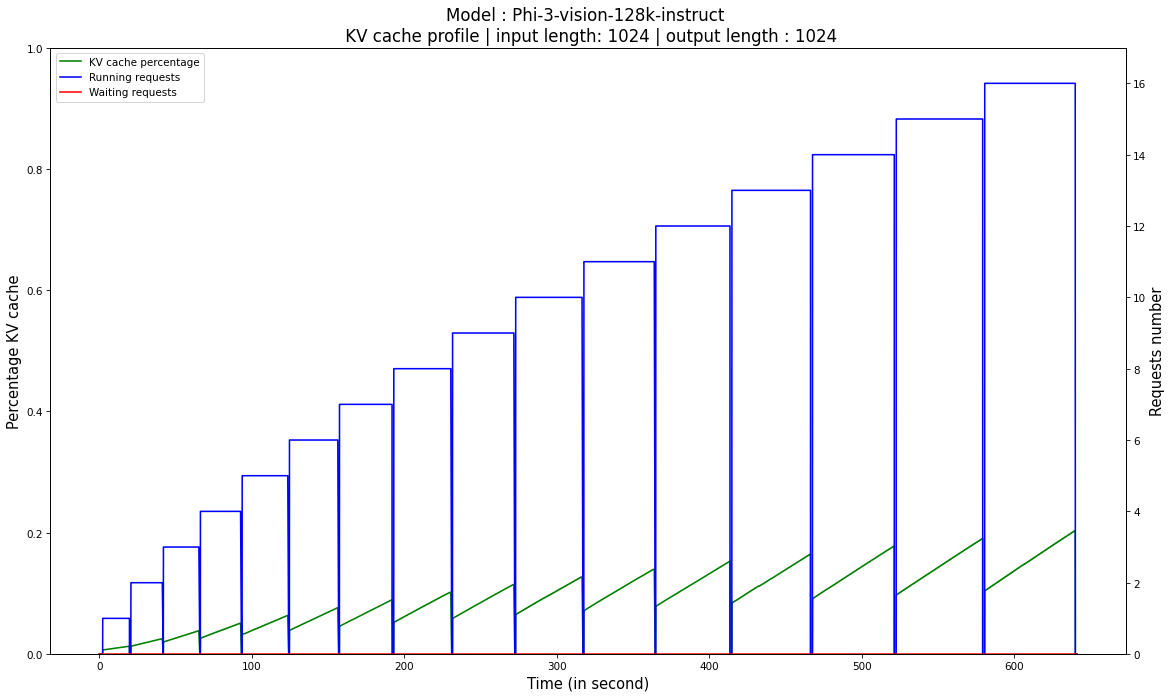 Model : Phi-3-vision-128k-instruct
KV cache profile | input length: 1024 | output length : 1024
KV cache percentage
Running requests
Waiting requests
Percentage KV cache
1.0
0.8
0.6
0.4
0.2
0.0
16
14
12
10
8
6
4
2
0
Requests number
0 100 200 300 400 500 600
Time (in second)